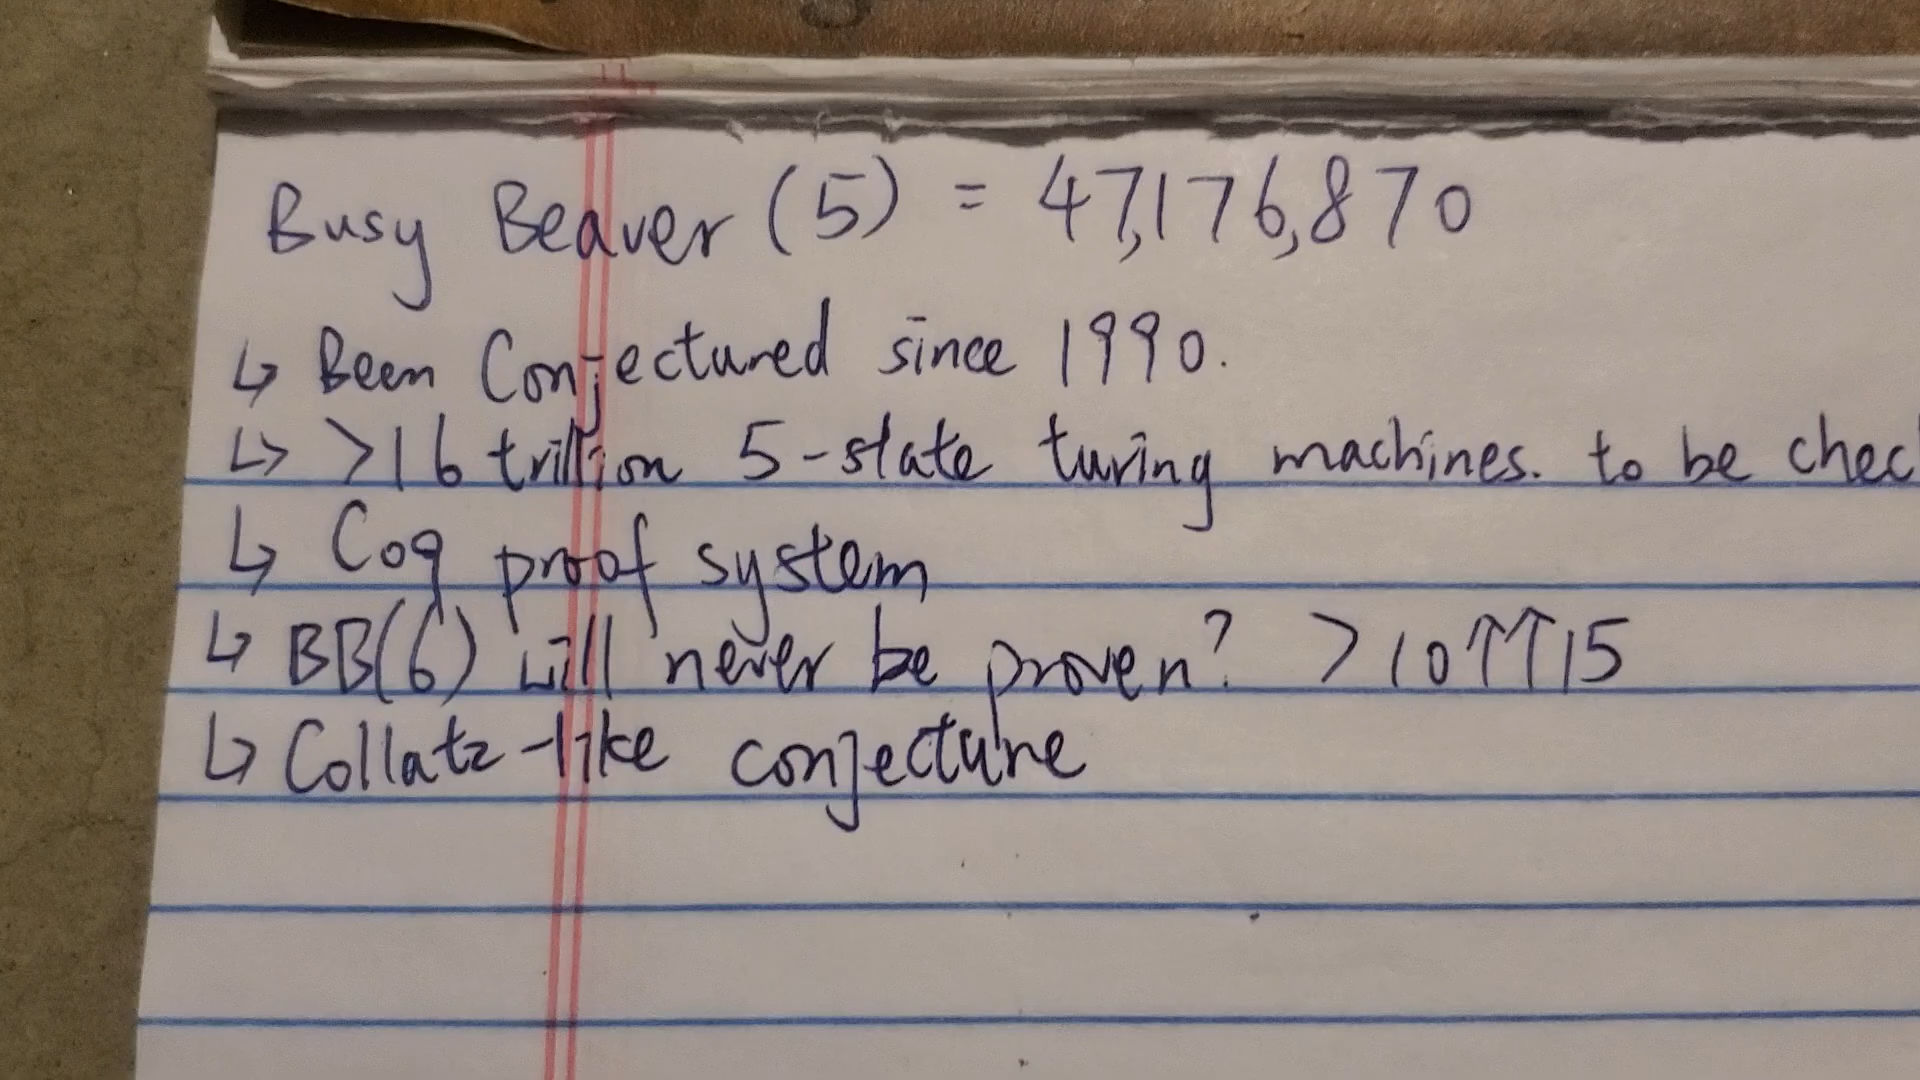 Busy Beaver (5) = 47,176,870
↳ Been Conjectured since 1990.
↳ >16 trillion 5-state turing machines. to be chec
↳ Coq proof system
↳ BB(6) will never be proven? > 10↑↑15
↳ Collatz-like conjecture